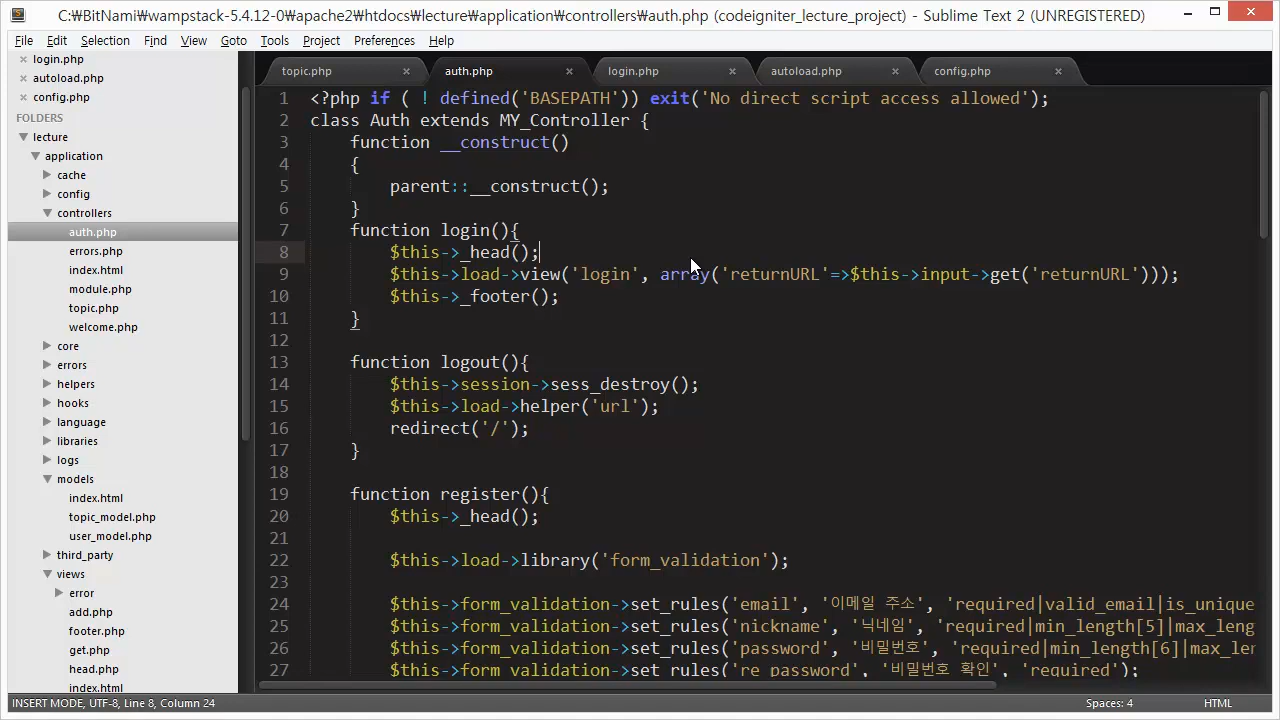 C:₩BitNami₩wampstack-5.4.12-0₩apache2₩htdocs₩lecture₩application₩controllers₩auth.php (codeigniter_lecture_project) - Sublime Text 2 (UNREGISTERED)
File Edit Selection Find View Goto Tools Project Preferences Help
login.php
autoload.php
config.php
FOLDERS
lecture
application
cache
config
controllers
auth.php
errors.php
index.html
module.php
topic.php
welcome.php
core
errors
helpers
hooks
language
libraries
logs
models
index.html
topic_model.php
user_model.php
third_party
views
error
add.php
footer.php
get.php
head.php
index.html
topic.php auth.php login.php autoload.php config.php
1 <?php if ( ! defined('BASEPATH')) exit('No direct script access allowed');
2 class Auth extends MY_Controller {
3 function __construct()
4 {
5 parent::__construct();
6 }
7 function login(){
8 $this->_head();
9 $this->load->view('login', array('returnURL'=>$this->input->get('returnURL')));
10 $this->_footer();
11 }
12
13 function logout(){
14 $this->session->sess_destroy();
15 $this->load->helper('url');
16 redirect('/');
17 }
18
19 function register(){
20 $this->_head();
21
22 $this->load->library('form_validation');
23
24 $this->form_validation->set_rules('email', '이메일 주소', 'required|valid_email|is_unique
25 $this->form_validation->set_rules('nickname', '닉네임', 'required|min_length[5]|max_leng
26 $this->form_validation->set_rules('password', '비밀번호', 'required|min_length[6]|max_ler
27 $this->form_validation->set_rules('re_password', '비밀번호 확인', 'required');
INSERT MODE, UTF-8, Line 8, Column 24 Spaces: 4 HTML